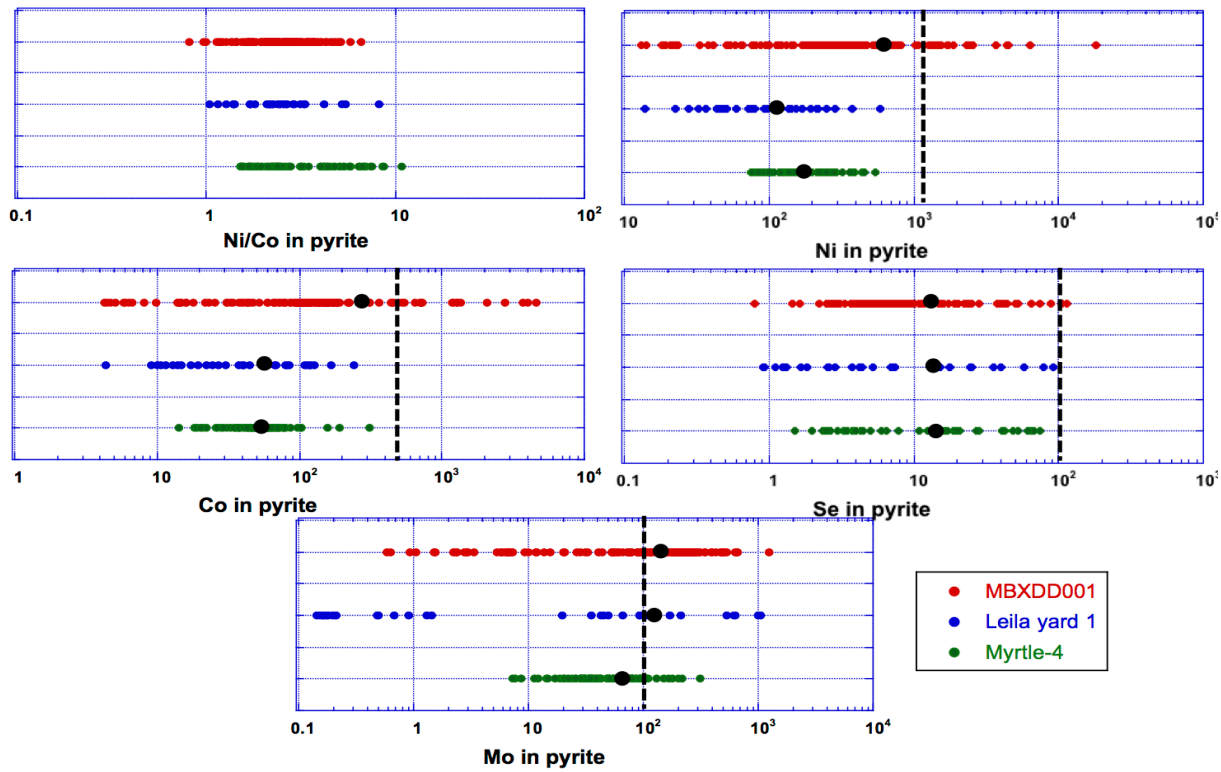 0.1 1 10 10²
Ni/Co in pyrite
10 10² 10³ 10⁴ 10⁵
Ni in pyrite
1 10 10² 10³ 10⁴
Co in pyrite
0.1 1 10 10² 10³
Se in pyrite
0.1 1 10 10² 10³ 10⁴
Mo in pyrite
MBXDD001
Leila yard 1
Myrtle-4